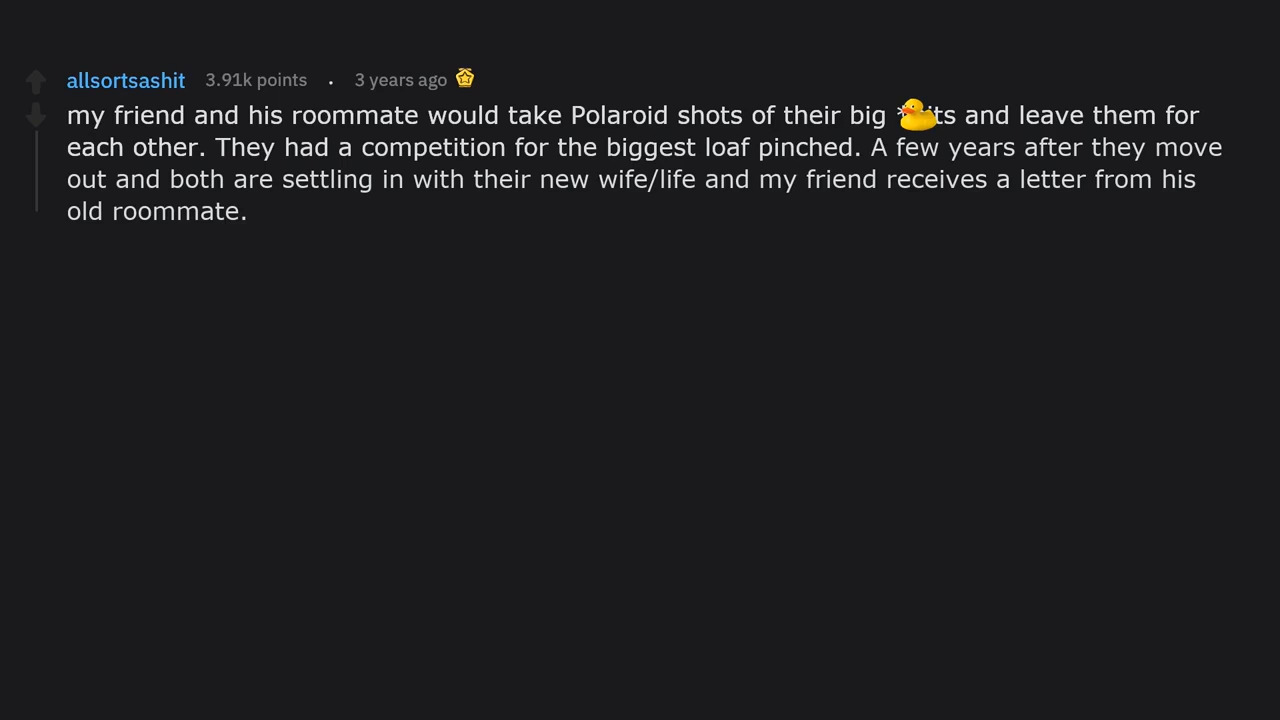 allsortsashit 3.91k points . 3 years ago
my friend and his roommate would take Polaroid shots of their big ts and leave them for
each other. They had a competition for the biggest loaf pinched. A few years after they move
out and both are settling in with their new wife/life and my friend receives a letter from his
old roommate.